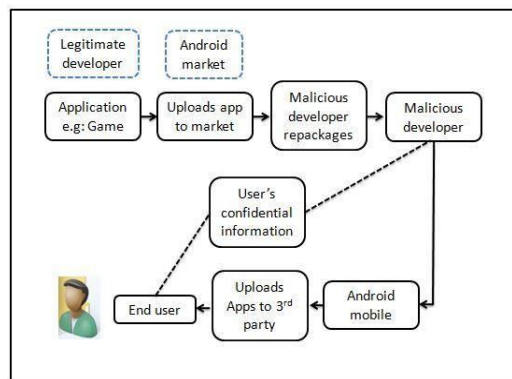 Legitimate
developer
Android
market
Application
e.g: Game
Uploads app
to market
Malicious
developer
repackages
Malicious
developer
User's
confidential
information
End user
Uploads
Apps to 3rd
party
Android
mobile